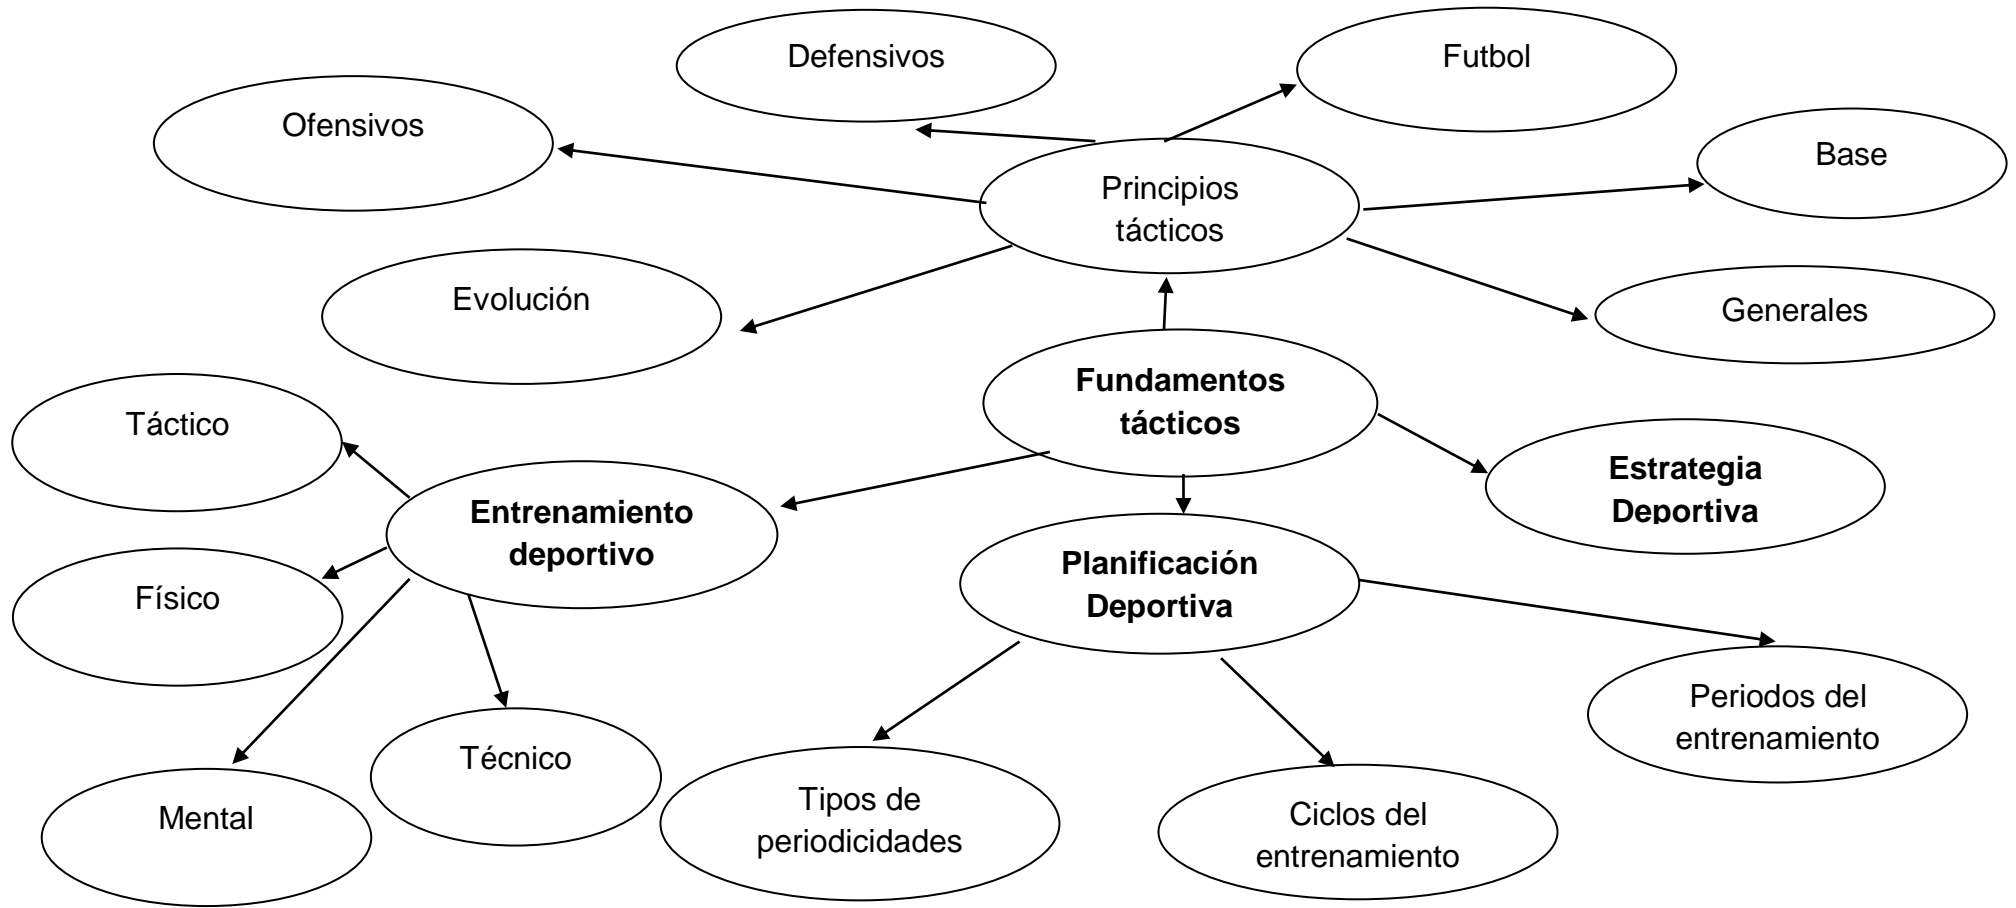 Defensivos
Futbol
Ofensivos
Base
Principios
tácticos
Evolución
Generales
Fundamentos
tácticos
Táctico
Estrategia
Deportiva
Entrenamiento
deportivo
Planificación
Deportiva
Físico
Periodos del
entrenamiento
Técnico
Mental
Tipos de
periodicidades
Ciclos del
entrenamiento